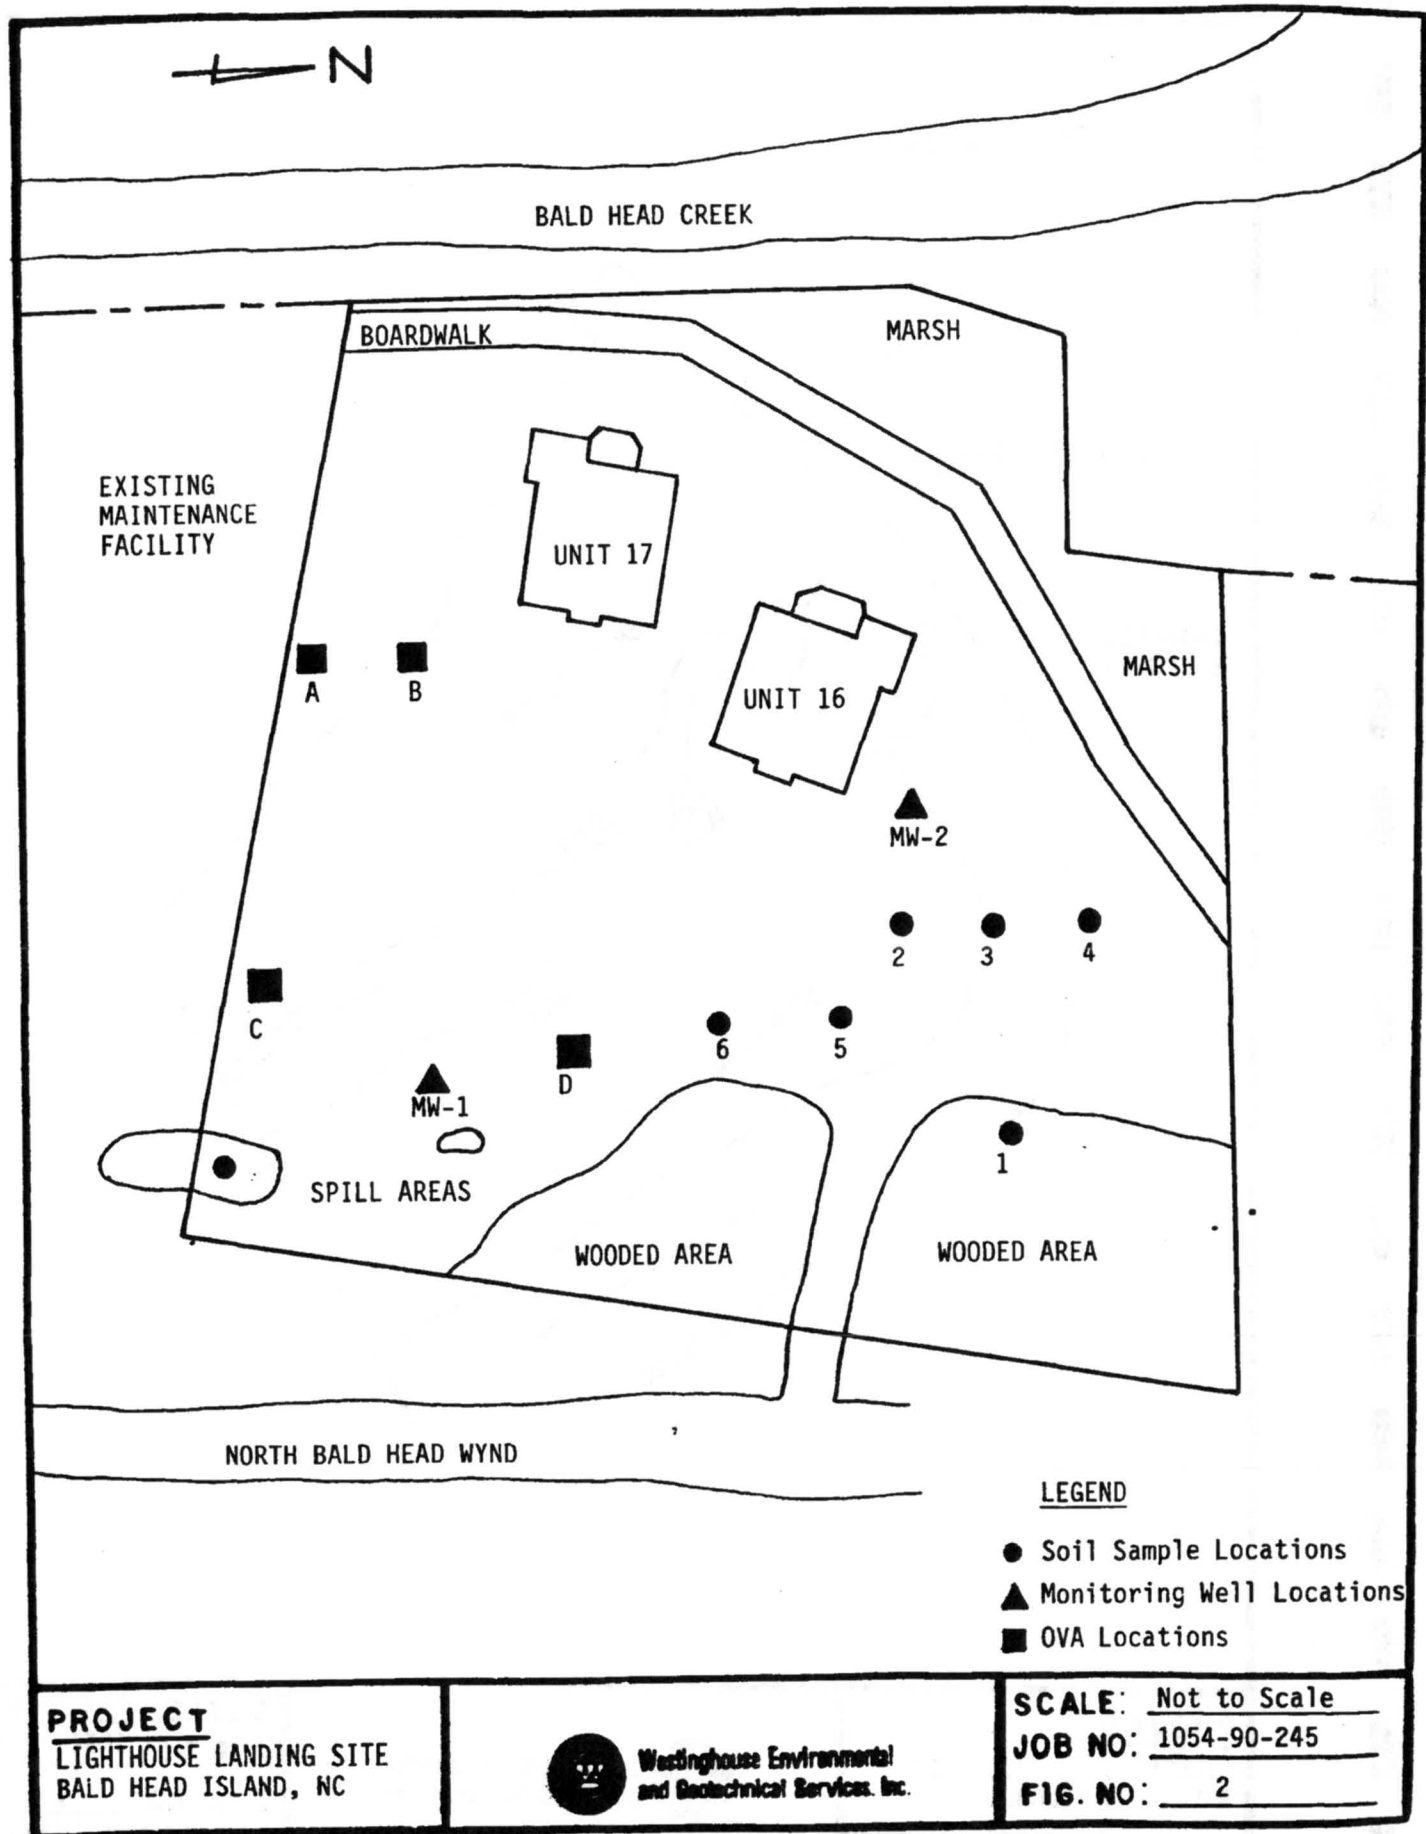 N
BALD HEAD CREEK
BOARDWALK
MARSH
EXISTING
MAINTENANCE
FACILITY
UNIT 17
A
B
UNIT 16
MARSH
MW-2
2
3
4
C
6
5
D
MW-1
1
SPILL AREAS
WOODED AREA
WOODED AREA
NORTH BALD HEAD WYND
LEGEND
Soil Sample Locations
Monitoring Well Locations
OVA Locations
PROJECT
LIGHTHOUSE LANDING SITE
BALD HEAD ISLAND, NC
W
Westinghouse Environmental
and Geotechnical Services, Inc.
SCALE: Not to Scale
JOB NO: 1054-90-245
FIG. NO: 2